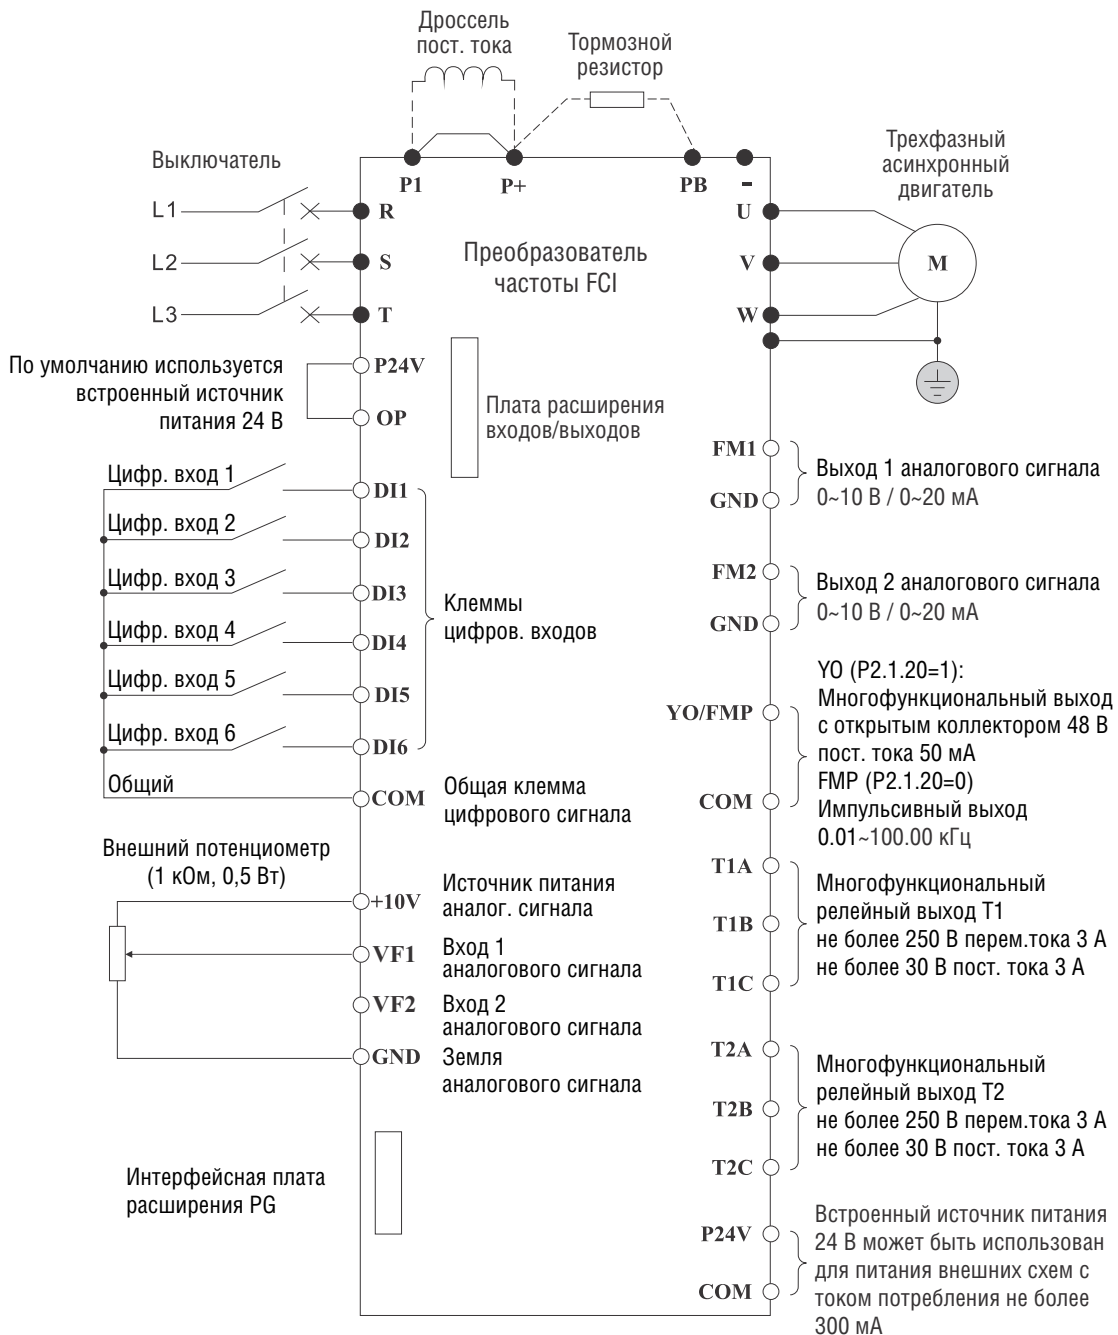 Дроссель
пост. тока
Тормозной
резистор
Выключатель
Трехфазный
асинхронный
двигатель
P1
P+
PB
-
L1
R
U
L2
S
V
M
L3
T
W
Преобразователь
частоты FCI
По умолчанию используется
встроенный источник
питания 24 В
P24V
OP
Плата расширения
входов/выходов
Цифр. вход 1
DI1
Цифр. вход 2
DI2
Цифр. вход 3
DI3
Цифр. вход 4
DI4
Цифр. вход 5
DI5
Цифр. вход 6
DI6
Клеммы
цифров. входов
Общий
COM
Общая клемма
цифрового сигнала
Внешний потенциометр
(1 кОм, 0,5 Вт)
+10V
Источник питания
аналог. сигнала
VF1
Вход 1
аналогового сигнала
VF2
Вход 2
аналогового сигнала
GND
Земля
аналогового сигнала
Интерфейсная плата
расширения PG
FM1
GND
Выход 1 аналогового сигнала
0~10 В / 0~20 мА
FM2
GND
Выход 2 аналогового сигнала
0~10 В / 0~20 мА
YO/FMP
COM
YO (P2.1.20=1):
Многофункциональный выход
с открытым коллектором 48 В
пост. тока 50 мА
FMP (P2.1.20=0)
Импульсивный выход
0.01~100.00 кГц
T1A
T1B
T1C
Многофункциональный
релейный выход T1
не более 250 В перем.тока 3 А
не более 30 В пост. тока 3 А
T2A
T2B
T2C
Многофункциональный
релейный выход T2
не более 250 В перем.тока 3 А
не более 30 В пост. тока 3 А
P24V
COM
Встроенный источник питания
24 В может быть использован
для питания внешних схем с
током потребления не более
300 мА